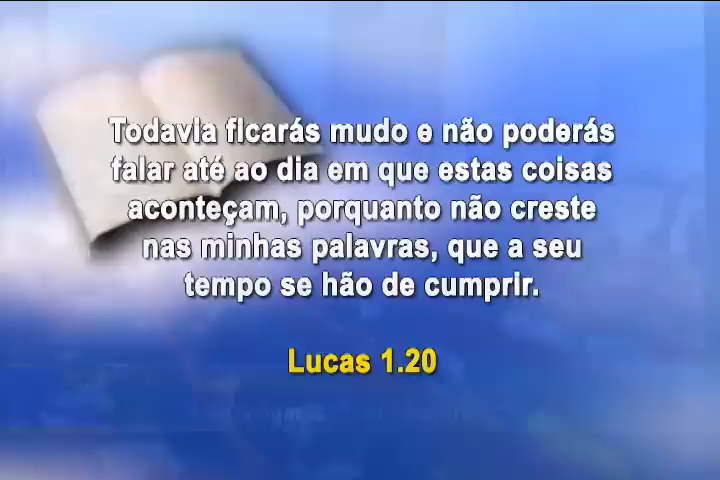 Todavia ficarás mudo e não poderás
falar até ao dia em que estas coisas
aconteçam, porquanto não creste
nas minhas palavras, que a seu
tempo se hão de cumprir.
Lucas 1.20